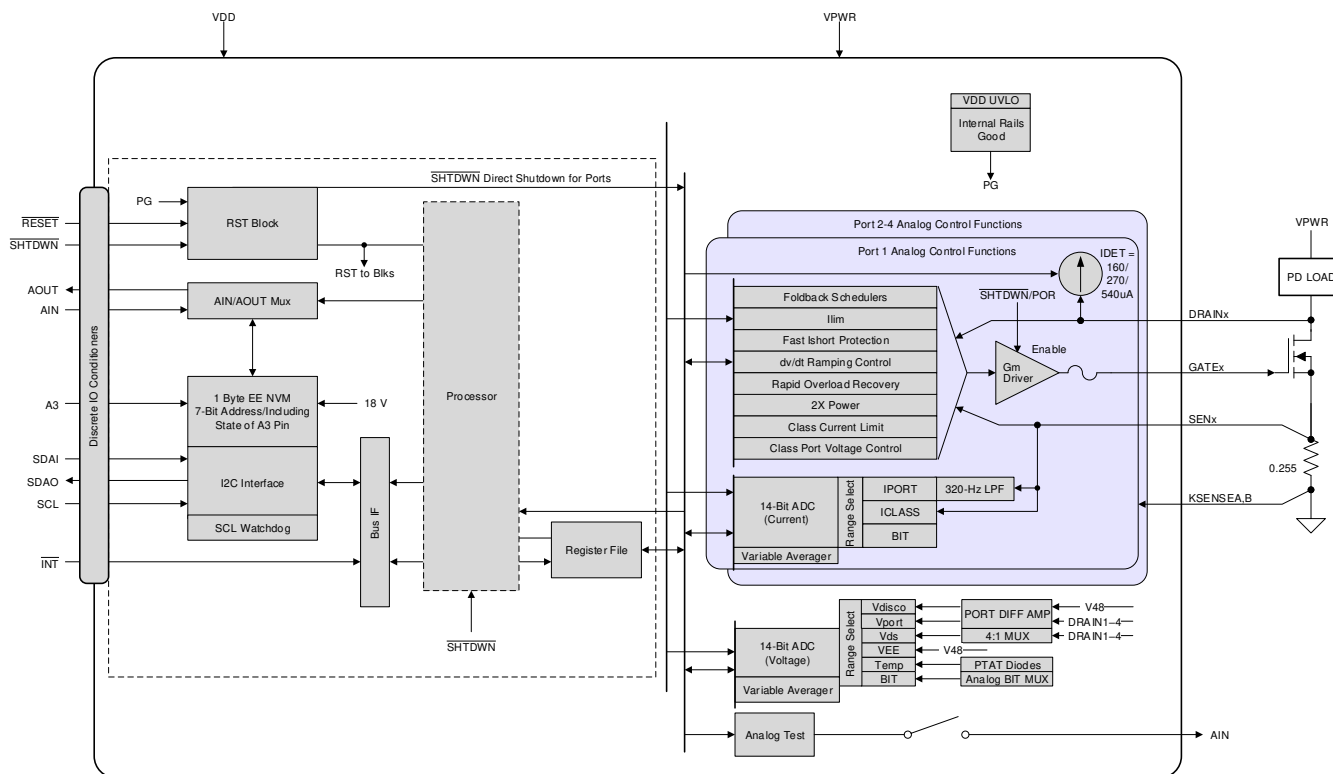 VDD
VPWR
VDD UVLO
Internal Rails
Good
PG
SHTDWN Direct Shutdown for Ports
PG
RST Block
RESET
SHTDWN
RST to Blks
AOUT
AIN
AIN/AOUT Mux
Discrete IO Conditioners
A3
1 Byte EE NVM
7-Bit Address/Including
State of A3 Pin
18 V
SDAI
SDAO
SCL
I2C Interface
SCL Watchdog
INT
Bus IF
Processor
SHTDWN
Register File
Port 2-4 Analog Control Functions
Port 1 Analog Control Functions
IDET =
160/
270/
540uA
SHTDWN/POR
Foldback Schedulers
Ilim
Fast Ishort Protection
dv/dt Ramping Control
Rapid Overload Recovery
2X Power
Class Current Limit
Class Port Voltage Control
Enable
Gm
Driver
VPWR
PD LOAD
DRAINx
GATEx
SENx
0.255
KSENSEA,B
14-Bit ADC
(Current)
Variable Averager
Range Select
IPORT
320-Hz LPF
ICLASS
BIT
14-Bit ADC
(Voltage)
Variable Averager
Range Select
Vdisco
Vport
Vds
VEE
Temp
BIT
PORT DIFF AMP
4:1 MUX
V48
DRAIN1–4
DRAIN1–4
V48
PTAT Diodes
Analog BIT MUX
Analog Test
AIN